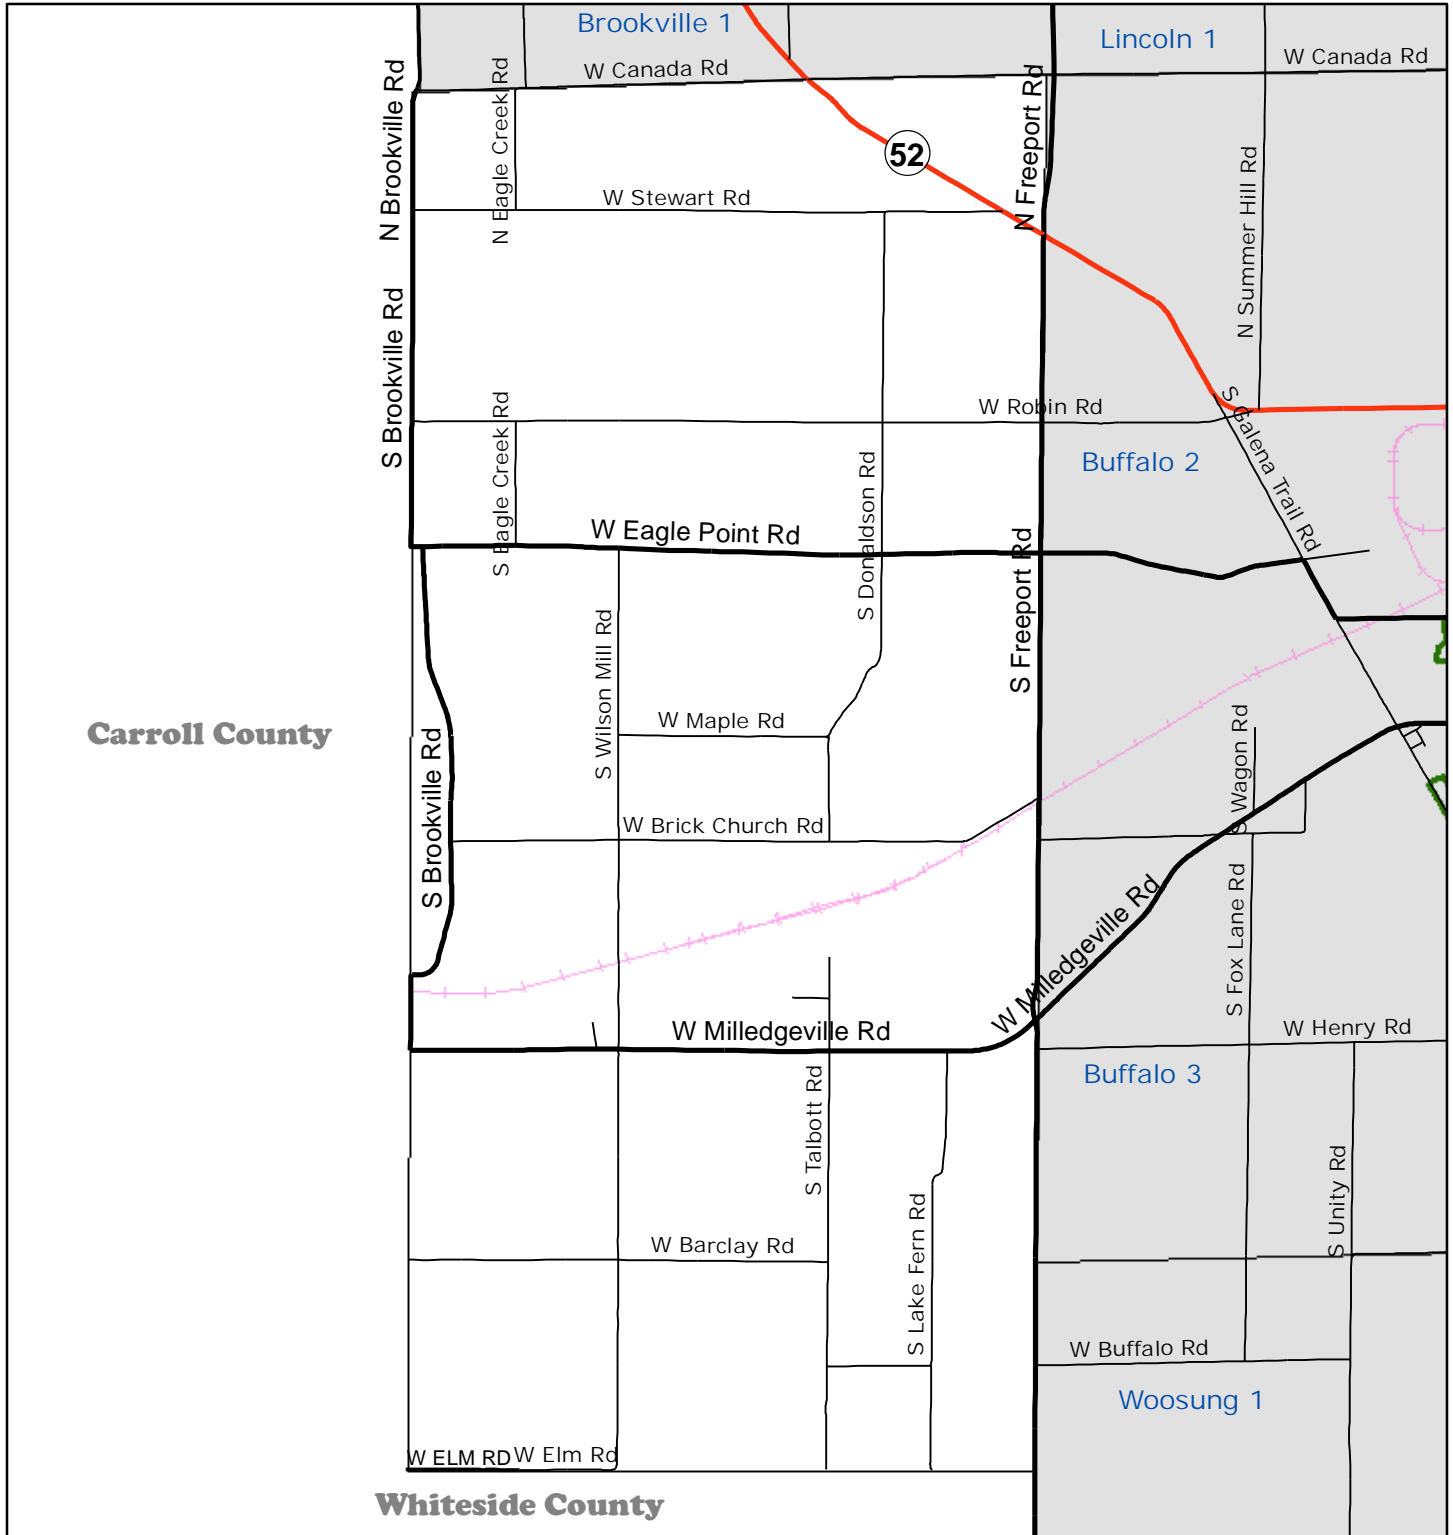 Brookville 1
Lincoln 1
W Canada Rd
W Canada Rd
N Brookville Rd
N Eagle Creek Rd
52
N Freeport Rd
N Summer Hill Rd
W Stewart Rd
S Brookville Rd
S Eagle Creek Rd
W Robin Rd
S Galena Trail Rd
Buffalo 2
S Donaldson Rd
W Eagle Point Rd
S Freeport Rd
S Wilson Mill Rd
W Maple Rd
Carroll County
S Brookville Rd
S Wagon Rd
W Brick Church Rd
W Milledgeville Rd
S Fox Lane Rd
W Milledgeville Rd
W Henry Rd
Buffalo 3
S Talbott Rd
S Unity Rd
S Lake Fern Rd
W Barclay Rd
W Buffalo Rd
Woosung 1
W ELM RD
W Elm Rd
Whiteside County